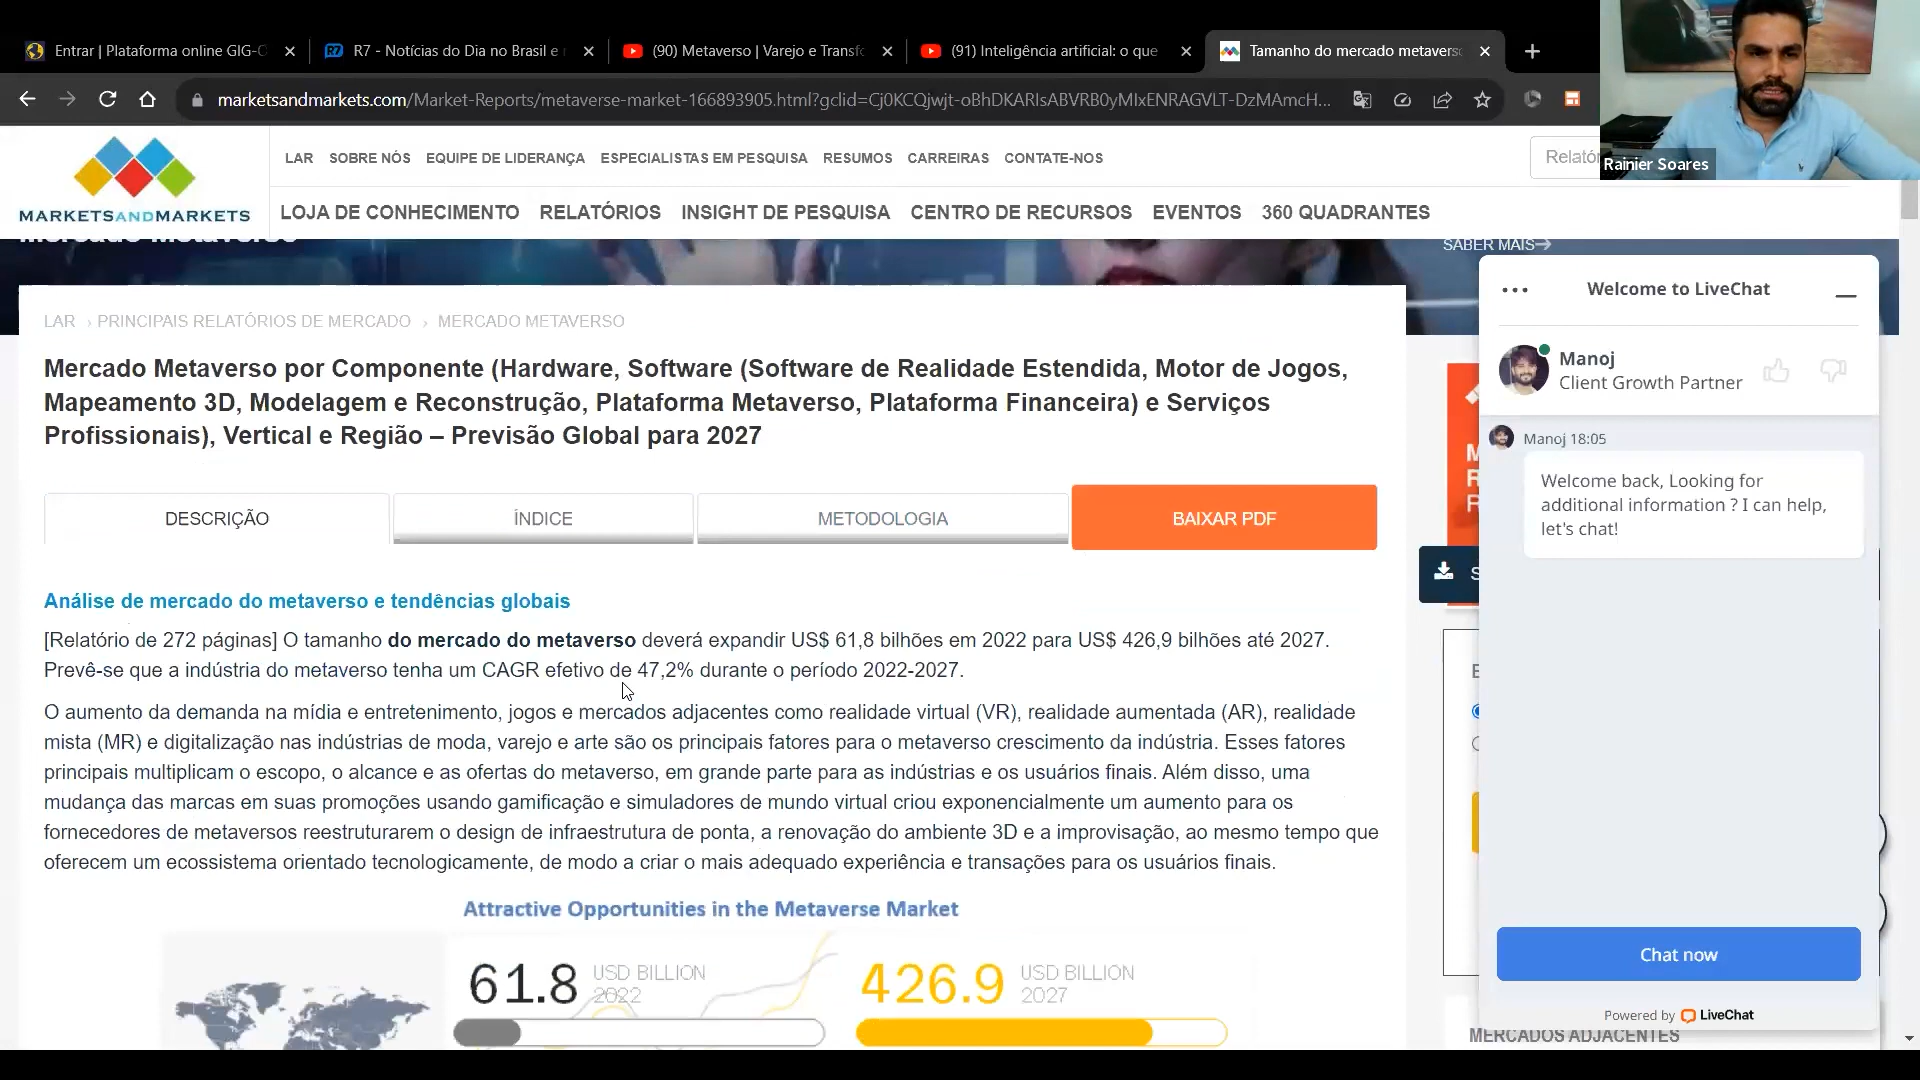 Entrar | Plataforma online GIG-C
R7 - Notícias do Dia no Brasil e
(90) Metaverso | Varejo e Transfo
(91) Inteligência artificial: o que
Tamanho do mercado metaverso
marketsandmarkets.com/Market-Reports/metaverse-market-166893905.html?gclid=Cj0KCQjwjt-oBhDKARIsABVRB0yMIxENRAGVLT-DzMAmcH...
Rainier Soares
MARKETSANDMARKETS
LAR SOBRE NÓS EQUIPE DE LIDERANÇA ESPECIALISTAS EM PESQUISA RESUMOS CARREIRAS CONTATE-NOS
Relató
LOJA DE CONHECIMENTO RELATÓRIOS INSIGHT DE PESQUISA CENTRO DE RECURSOS EVENTOS 360 QUADRANTES
Mercado Metaverso
SABER MAIS→
LAR › PRINCIPAIS RELATÓRIOS DE MERCADO › MERCADO METAVERSO
Mercado Metaverso por Componente (Hardware, Software (Software de Realidade Estendida, Motor de Jogos,
Mapeamento 3D, Modelagem e Reconstrução, Plataforma Metaverso, Plataforma Financeira) e Serviços
Profissionais), Vertical e Região – Previsão Global para 2027
DESCRIÇÃO ÍNDICE METODOLOGIA BAIXAR PDF
Análise de mercado do metaverso e tendências globais
[Relatório de 272 páginas] O tamanho do mercado do metaverso deverá expandir US$ 61,8 bilhões em 2022 para US$ 426,9 bilhões até 2027.
Prevê-se que a indústria do metaverso tenha um CAGR efetivo de 47,2% durante o período 2022-2027.
O aumento da demanda na mídia e entretenimento, jogos e mercados adjacentes como realidade virtual (VR), realidade aumentada (AR), realidade
mista (MR) e digitalização nas indústrias de moda, varejo e arte são os principais fatores para o metaverso crescimento da indústria. Esses fatores
principais multiplicam o escopo, o alcance e as ofertas do metaverso, em grande parte para as indústrias e os usuários finais. Além disso, uma
mudança das marcas em suas promoções usando gamificação e simuladores de mundo virtual criou exponencialmente um aumento para os
fornecedores de metaversos reestruturarem o design de infraestrutura de ponta, a renovação do ambiente 3D e a improvisação, ao mesmo tempo que
oferecem um ecossistema orientado tecnologicamente, de modo a criar o mais adequado experiência e transações para os usuários finais.
Attractive Opportunities in the Metaverse Market
61.8 USD BILLION
2022
426.9 USD BILLION
2027
Welcome to LiveChat
Manoj
Client Growth Partner
Manoj 18:05
Welcome back, Looking for
additional information ? I can help,
let's chat!
Chat now
Powered by LiveChat
MERCADOS ADJACENTES